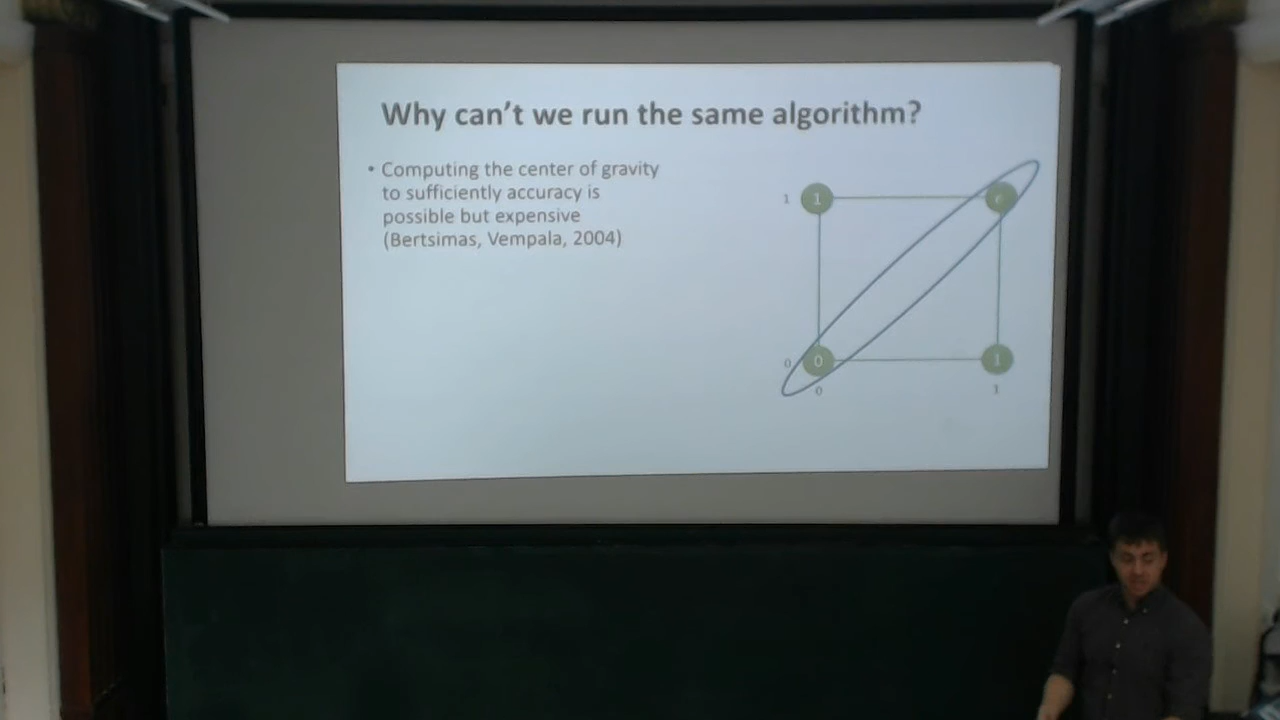 Why can't we run the same algorithm?
• Computing the center of gravity
to sufficiently accuracy is
possible but expensive
(Bertsimas, Vempala, 2004)
1 1 r
0 0 1
0 1